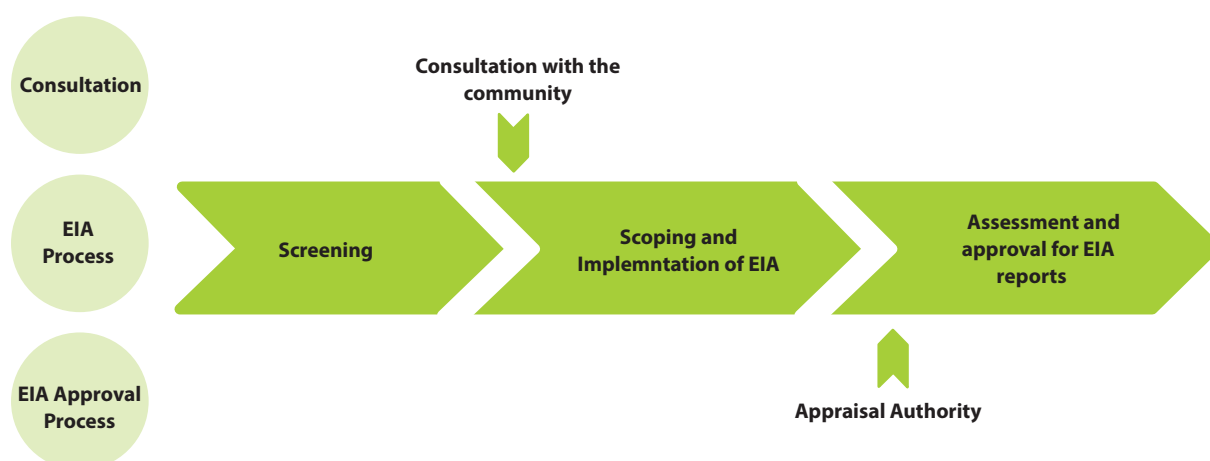 Consultation
Consultation with the
community
EIA
Process
Screening
Scoping and
Implemntation of EIA
Assessment and
approval for EIA
reports
EIA Approval
Process
Appraisal Authority